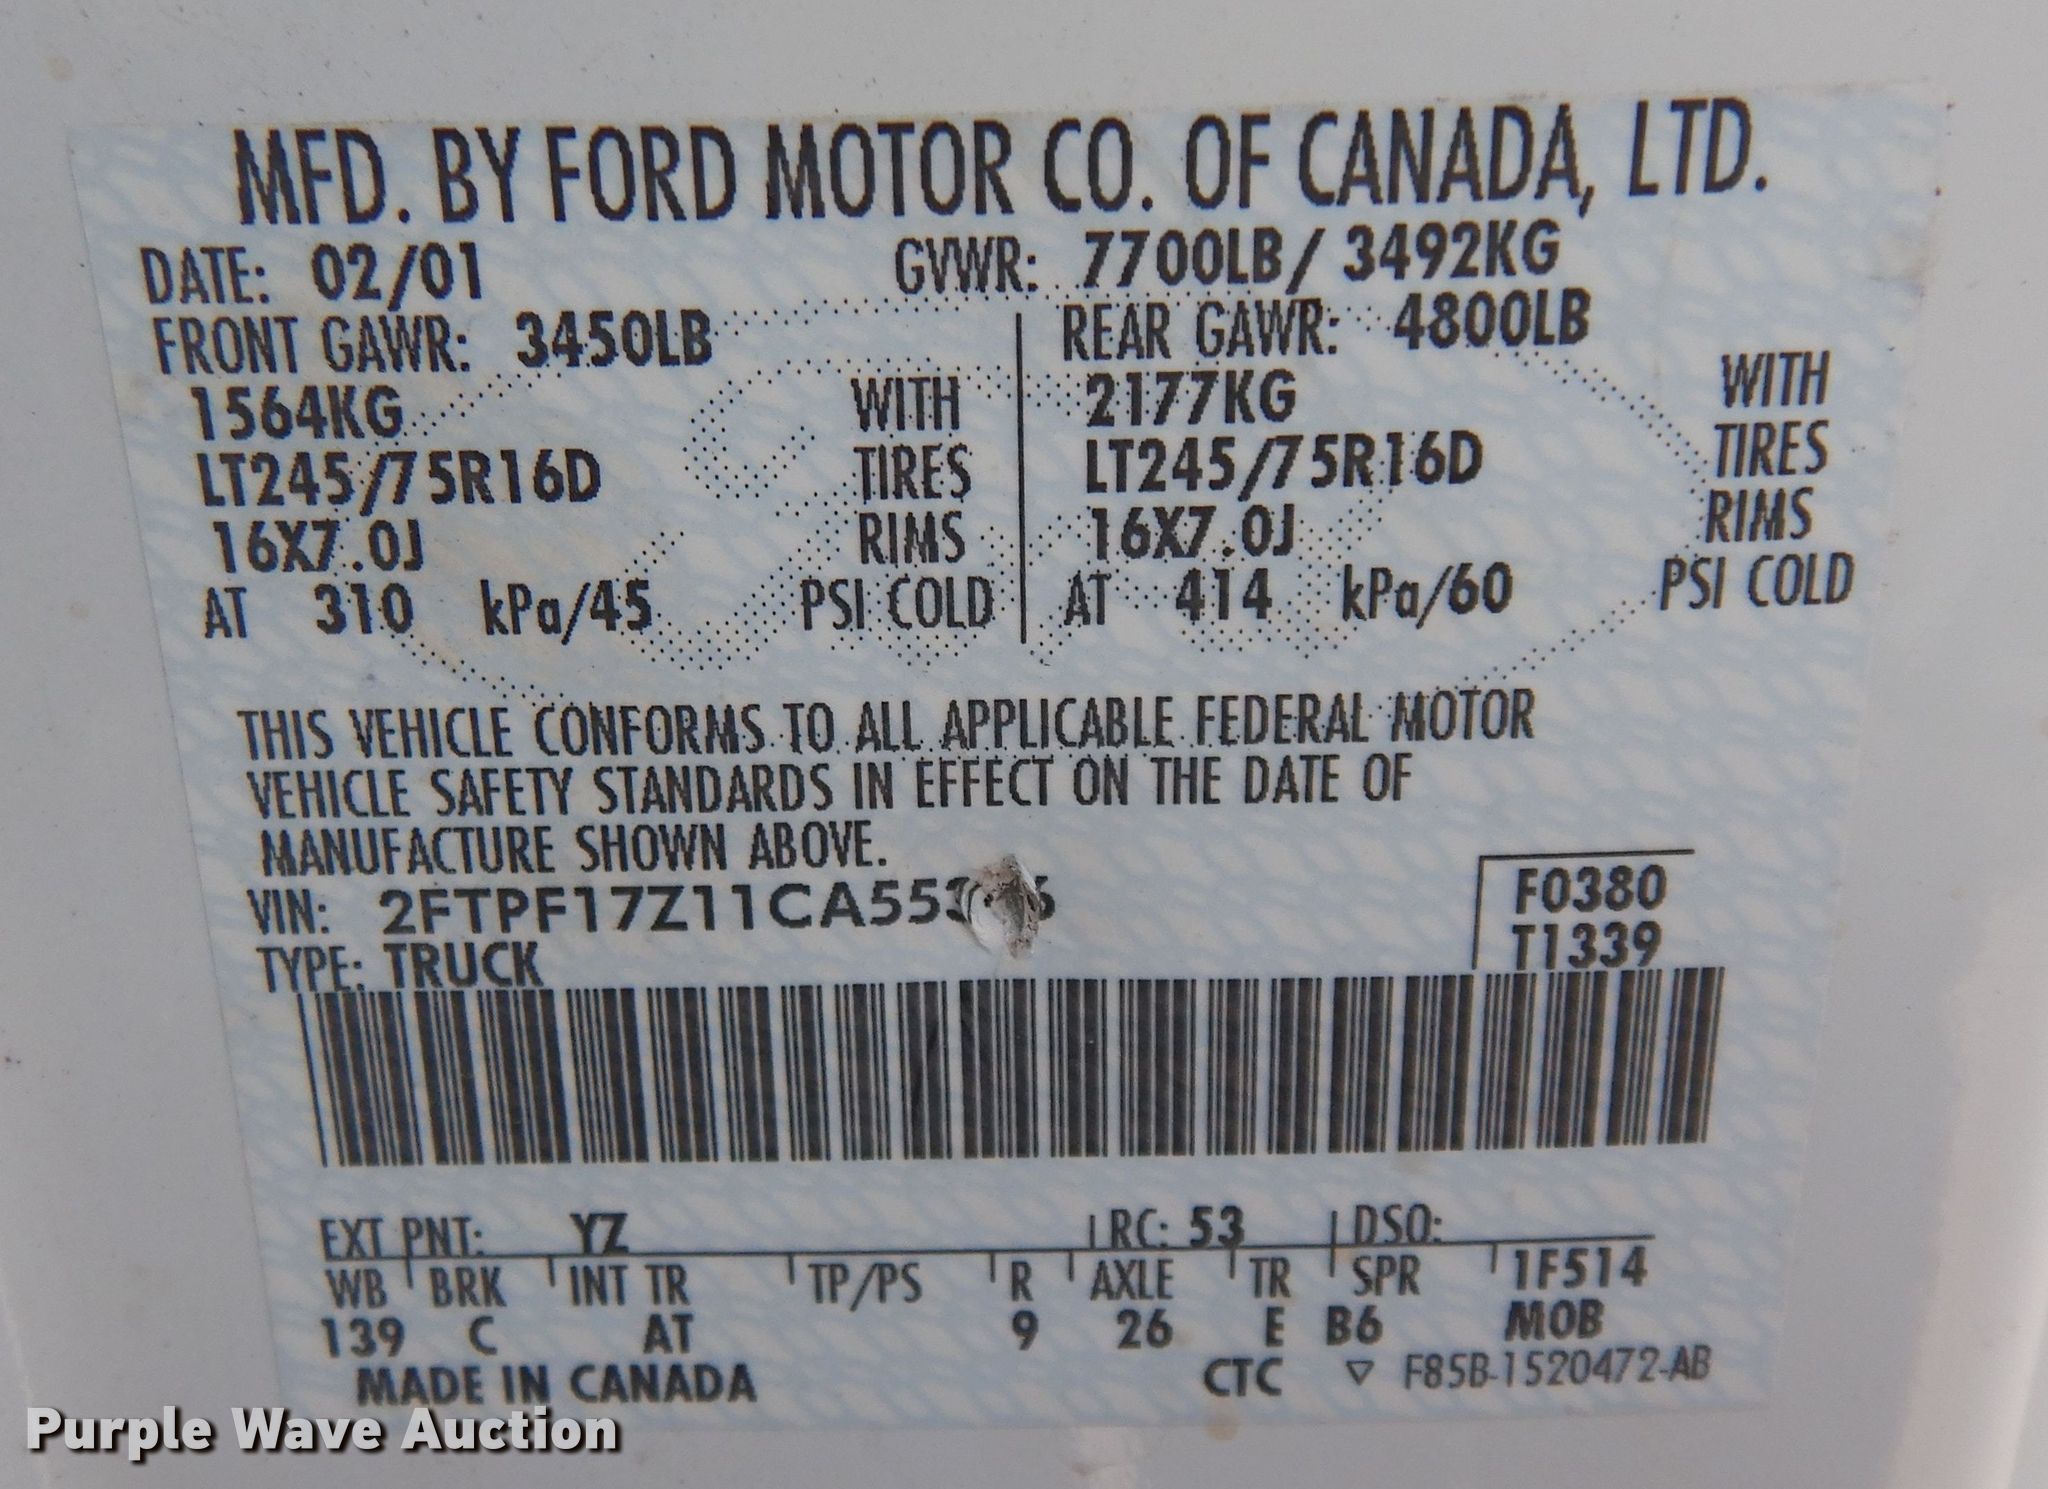 MFD. BY FORD MOTOR CO. OF CANADA, LTD.
DATE: 02/01 GVWR: 7700LB/ 3492KG
FRONT GAWR: 3450LB REAR GAWR: 4800LB
1564KG WITH 2177KG WITH
LT245/75R16D TIRES LT245/75R16D TIRES
16X7.0J RIMS 16X7.0J RIMS
AT 310 kPa/45 PSI COLD AT 414 kPa/60 PSI COLD
THIS VEHICLE CONFORMS TO ALL APPLICABLE FEDERAL MOTOR
VEHICLE SAFETY STANDARDS IN EFFECT ON THE DATE OF
MANUFACTURE SHOWN ABOVE.
VIN:
F0380
TYPE: TRUCK T1339
EXT PNT: YZ RC: 53 DSO:
WB BRK INT TR TP/PS R AXLE TR SPR 1F514
139 C AT 9 26 E B6 MOB
MADE IN CANADA CTC ▽ F85B-1520472-AB
Purple Wave Auction